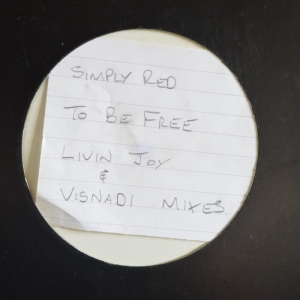 SIMPLY RED
TO BE FREE
LIVIN JOY
&
VISNADI MIXES